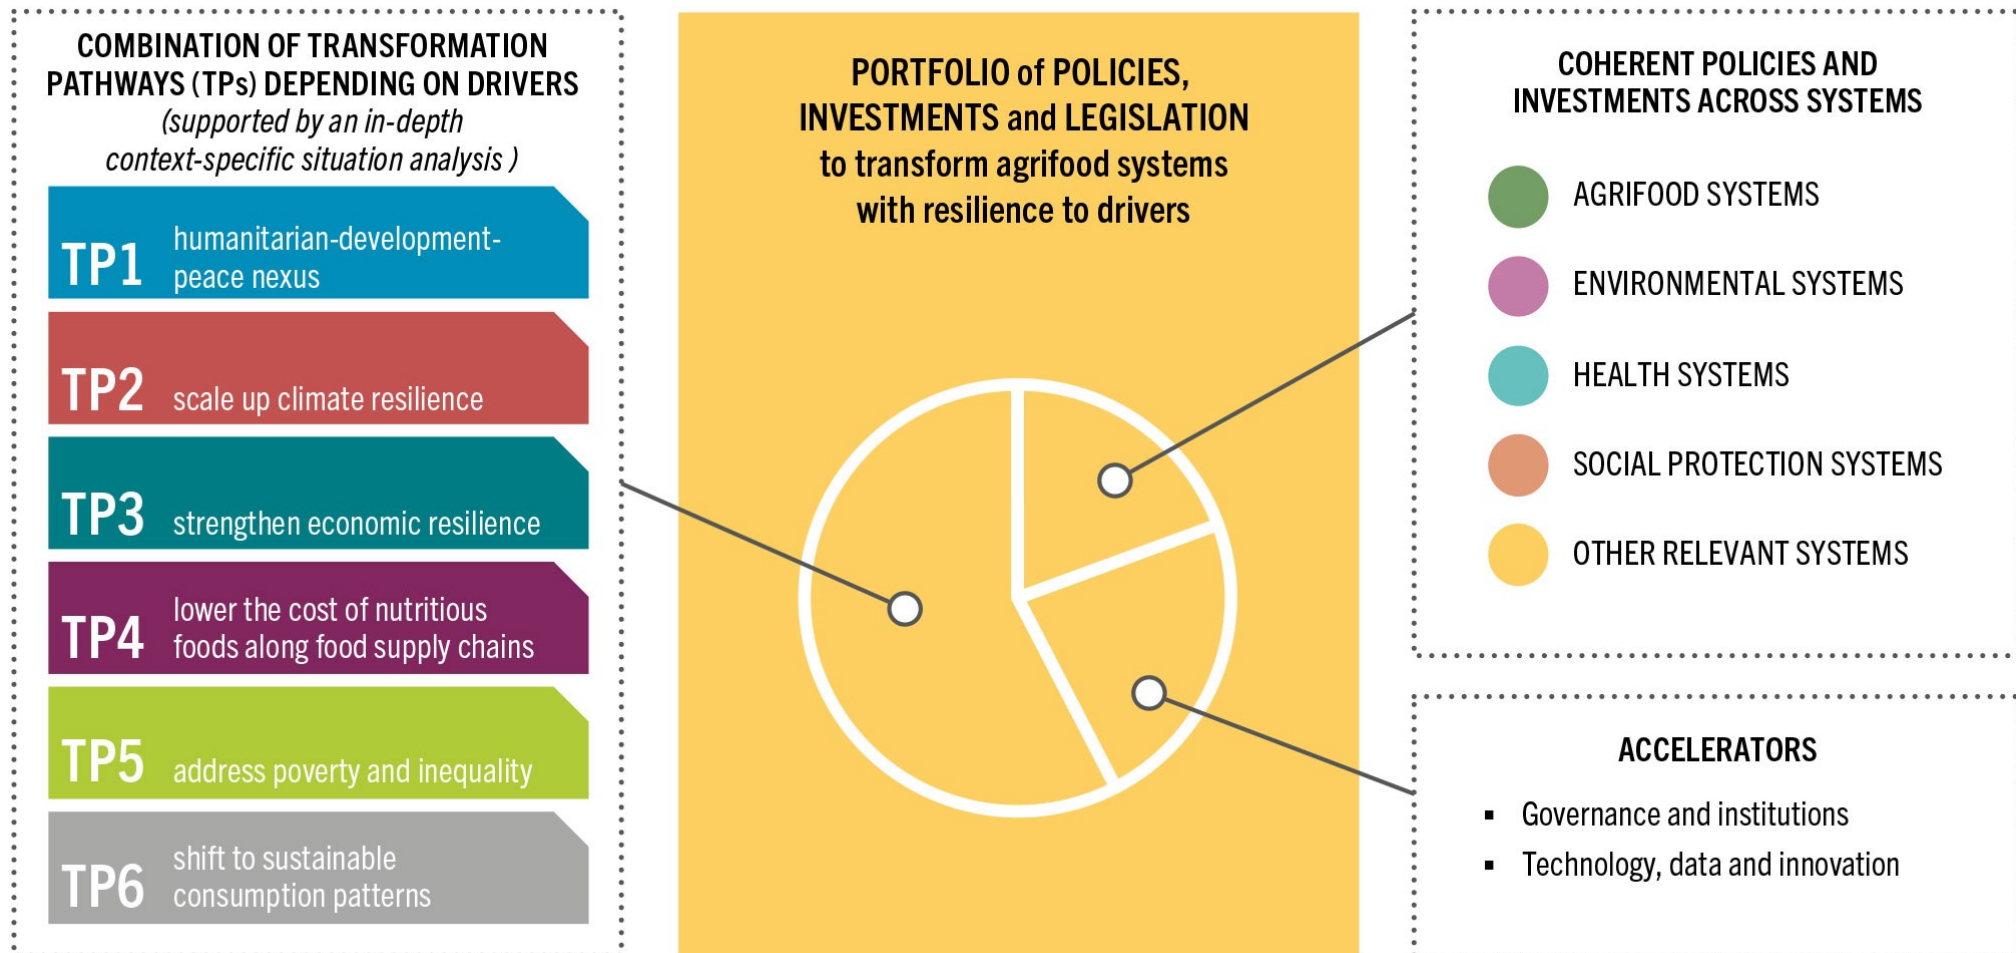 COMBINATION OF TRANSFORMATION
PATHWAYS (TPs) DEPENDING ON DRIVERS
(supported by an in-depth
context-specific situation analysis )
TP1
humanitarian-development-
peace nexus
TP2
scale up climate resilience
TP3
strengthen economic resilience
TP4
lower the cost of nutritious
foods along food supply chains
TP5
address poverty and inequality
TP6
shift to sustainable
consumption patterns
PORTFOLIO of POLICIES,
INVESTMENTS and LEGISLATION
to transform agrifood systems
with resilience to drivers
COHERENT POLICIES AND
INVESTMENTS ACROSS SYSTEMS
AGRIFOOD SYSTEMS
ENVIRONMENTAL SYSTEMS
HEALTH SYSTEMS
SOCIAL PROTECTION SYSTEMS
OTHER RELEVANT SYSTEMS
ACCELERATORS
▪ Governance and institutions
▪ Technology, data and innovation